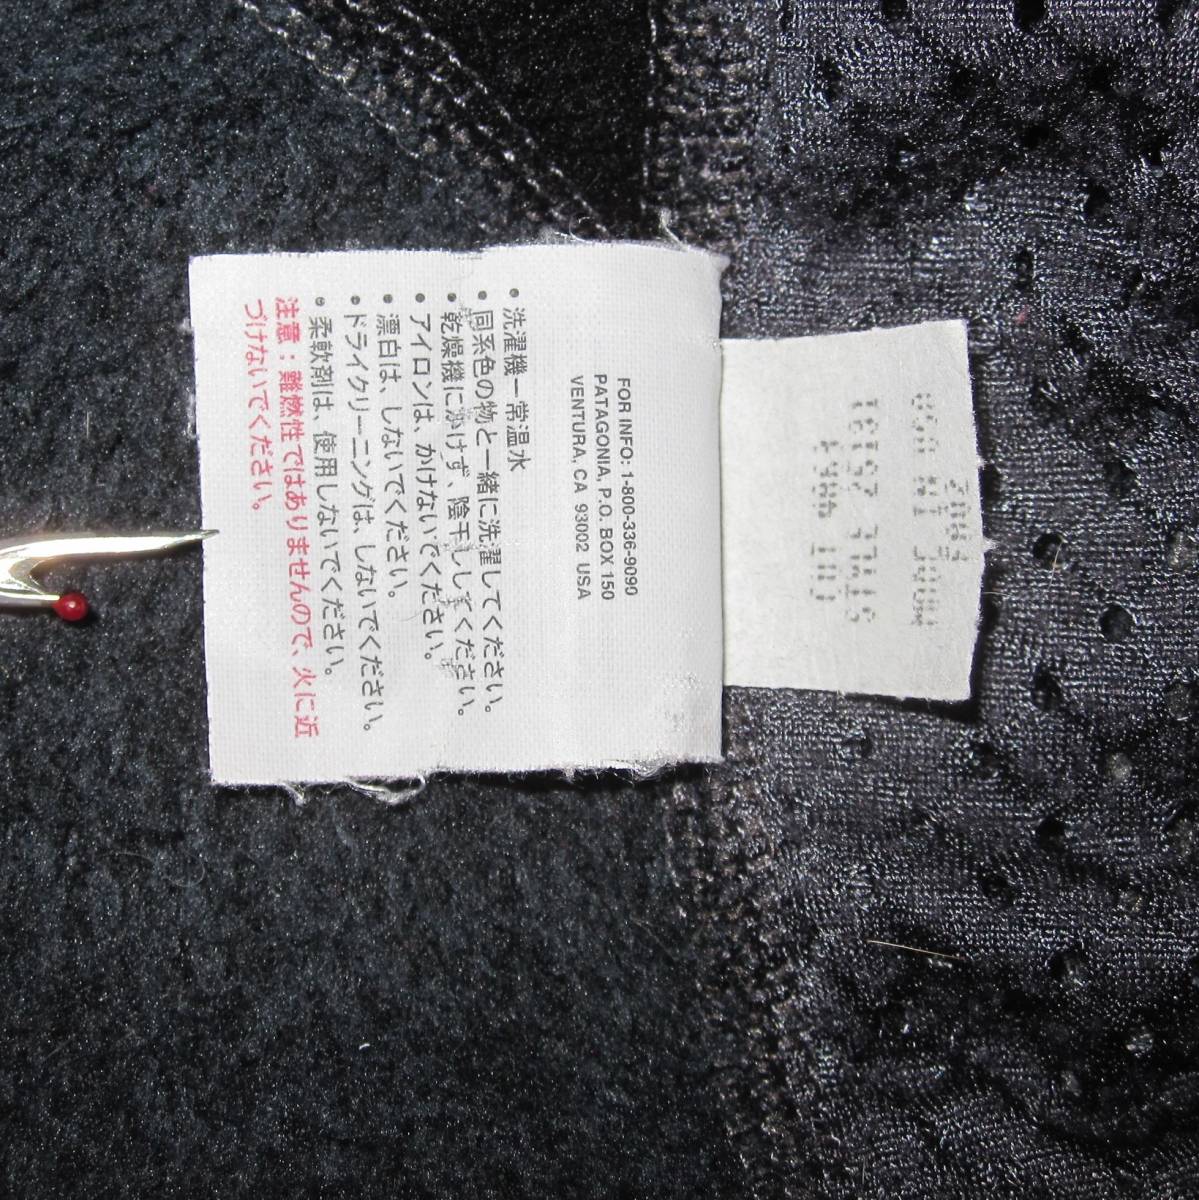 FOR INFO: 1-800-336-9090
PATAGONIA, P.O. BOX 150
VENTURA, CA 93002 USA
• 洗濯機一常温水
• 同系色の物と一緒に洗濯してください。
• 乾燥機にかけず、陰干ししてください。
• アイロンは、かけないでください。
• 漂白は、しないでください。
• ドライクリーニングは、しないでください。
• 柔軟剤は、使用しないでください。
注意：難燃性ではありませんので、火に近
づけないでください。